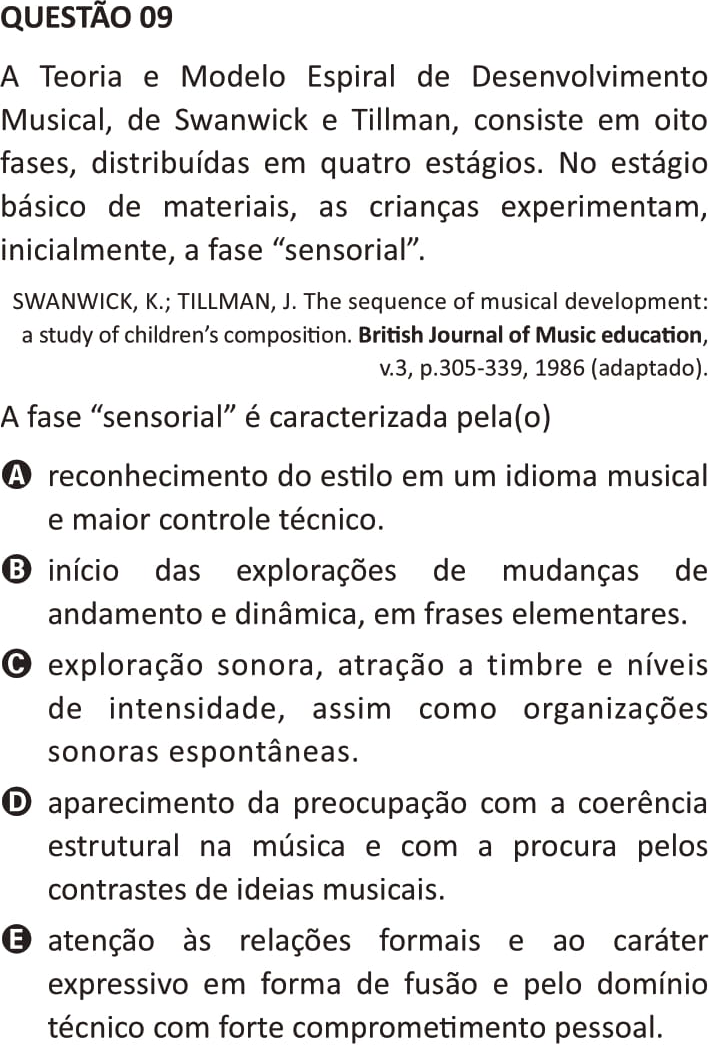 QUESTÃO 09
A Teoria e Modelo Espiral de Desenvolvimento
Musical, de Swanwick e Tillman, consiste em oito
fases, distribuídas em quatro estágios. No estágio
básico de materiais, as crianças experimentam,
inicialmente, a fase “sensorial”.
SWANWICK, K.; TILLMAN, J. The sequence of musical development:
a study of children’s composition. British Journal of Music education,
v.3, p.305-339, 1986 (adaptado).
A fase “sensorial” é caracterizada pela(o)
A reconhecimento do estilo em um idioma musical
e maior controle técnico.
B início das explorações de mudanças de
andamento e dinâmica, em frases elementares.
C exploração sonora, atração a timbre e níveis
de intensidade, assim como organizações
sonoras espontâneas.
D aparecimento da preocupação com a coerência
estrutural na música e com a procura pelos
contrastes de ideias musicais.
E atenção às relações formais e ao caráter
expressivo em forma de fusão e pelo domínio
técnico com forte comprometimento pessoal.